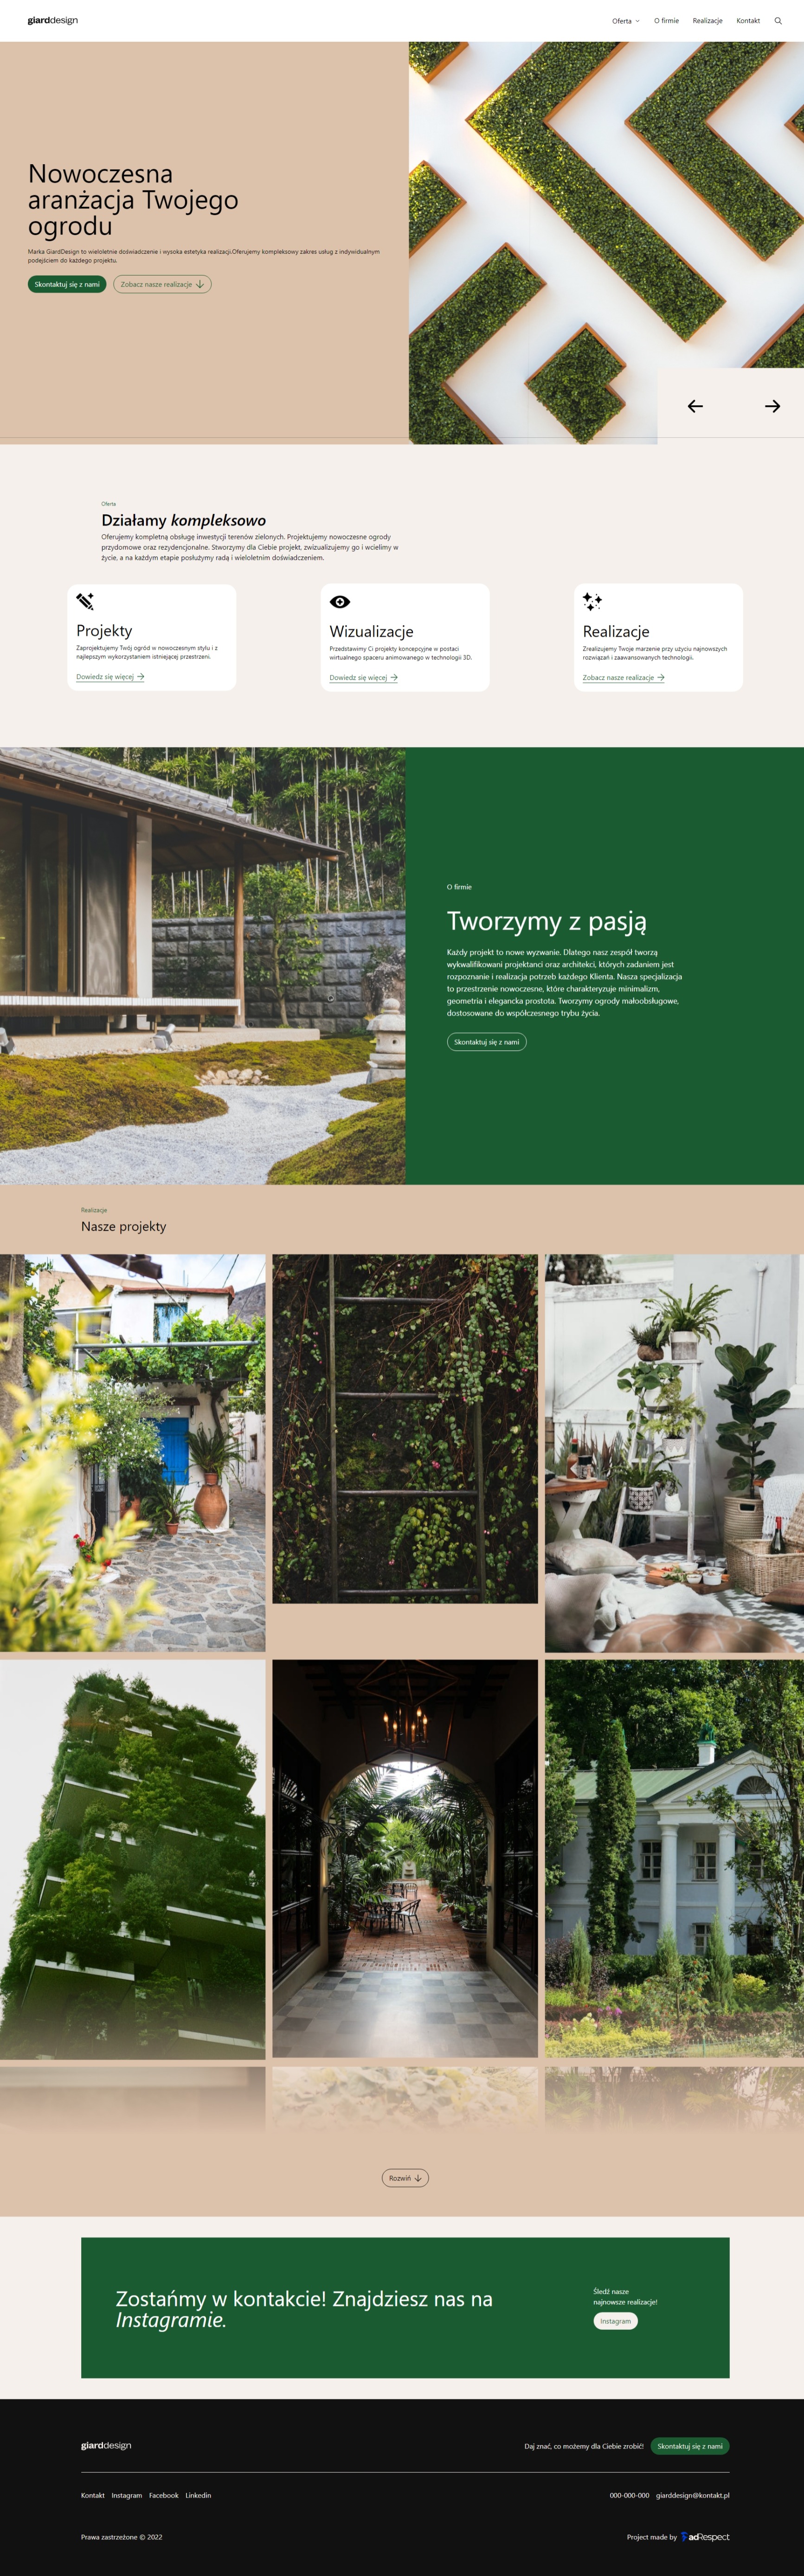 giarddesign
Oferta
O firmie
Realizacje
Kontakt
Nowoczesna
aranżacja Twojego
ogrodu
Marka GiardDesign to wieloletnie doświadczenie i wysoka estetyka realizacji.Oferujemy kompleksowy zakres usług z indywidualnym
podejściem do każdego projektu.
Skontaktuj się z nami
Zobacz nasze realizacje
Oferta
Działamy kompleksowo
Oferujemy kompletną obsługę inwestycji terenów zielonych. Projektujemy nowoczesne ogrody
przydomowe oraz rezydencjonalne. Stworzymy dla Ciebie projekt, zwizualizujemy go i wcielimy w
życie, a na każdym etapie posłużymy radą i wieloletnim doświadczeniem.
Projekty
Zaprojektujemy Twój ogród w nowoczesnym stylu i z
najlepszym wykorzystaniem istniejącej przestrzeni.
Dowiedz się więcej
Wizualizacje
Przedstawimy Ci projekty koncepcyjne w postaci
wirtualnego spaceru animowanego w technologii 3D.
Dowiedz się więcej
Realizacje
Zrealizujemy Twoje marzenie przy użyciu najnowszych
rozwiązań i zaawansowanych technologii.
Zobacz nasze realizacje
O firmie
Tworzymy z pasją
Każdy projekt to nowe wyzwanie. Dlatego nasz zespół tworzą
wykwalifikowani projektanci oraz architekci, których zadaniem jest
rozpoznanie i realizacja potrzeb każdego Klienta. Nasza specjalizacja
to przestrzenie nowoczesne, które charakteryzuje minimalizm,
geometria i elegancka prostota. Tworzymy ogrody małoobsługowe,
dostosowane do współczesnego trybu życia.
Skontaktuj się z nami
Realizacje
Nasze projekty
Rozwiń
Zostańmy w kontakcie! Znajdziesz nas na
Instagramie.
Śledź nasze
najnowsze realizacje!
Instagram
giarddesign
Daj znać, co możemy dla Ciebie zrobić!
Skontaktuj się z nami
Kontakt
Instagram
Facebook
Linkedin
000-000-000
giarddesign@kontakt.pl
Prawa zastrzeżone © 2022
Project made by
adRespect